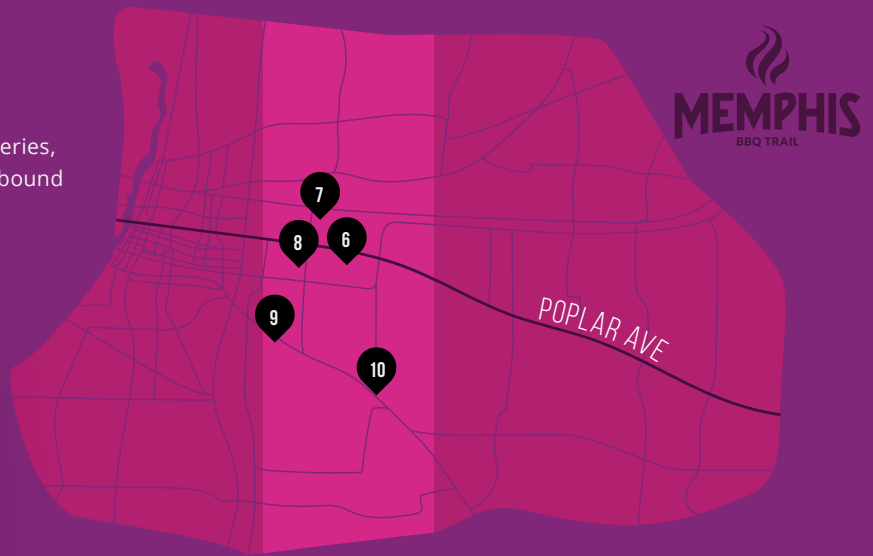 eries,
bound
MEMPHIS
BBQ TRAIL
7
8
6
9
10
POPLAR AVE